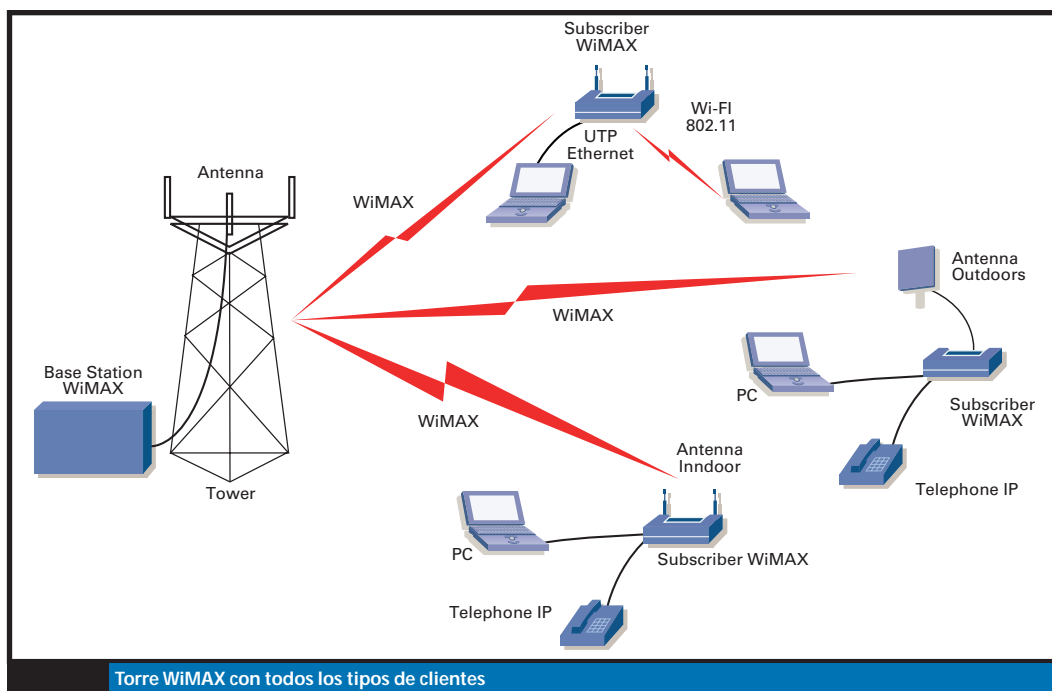 Subscriber
WiMAX
Wi-FI
802.11
UTP
Ethernet
Antenna
WiMAX
Antenna
Outdoors
WiMAX
Base Station
WiMAX
PC
Subscriber
WiMAX
WiMAX
Antenna
Inndoor
Tower
Telephone IP
PC
Subscriber WiMAX
Telephone IP
Torre WiMAX con todos los tipos de clientes